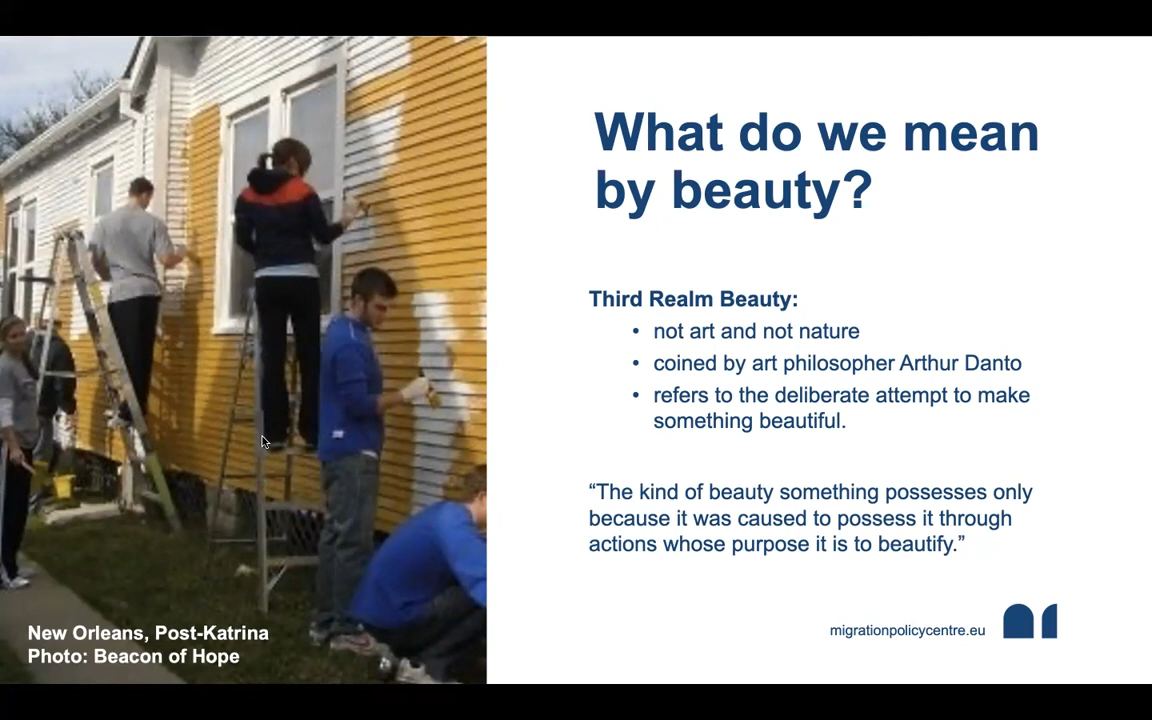 What do we mean
by beauty?
Third Realm Beauty:
• not art and not nature
• coined by art philosopher Arthur Danto
• refers to the deliberate attempt to make
something beautiful.
“The kind of beauty something possesses only
because it was caused to possess it through
actions whose purpose it is to beautify.”
New Orleans, Post-Katrina
Photo: Beacon of Hope
migrationpolicycentre.eu